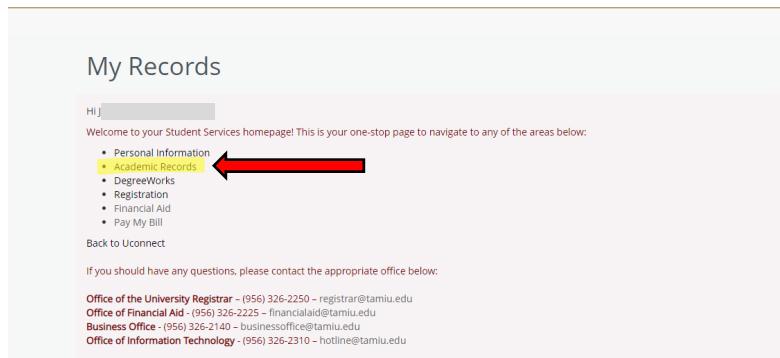 My Records
Hi J
Welcome to your Student Services homepage! This is your one-stop page to navigate to any of the areas below:
• Personal Information
• Academic Records
• DegreeWorks
• Registration
• Financial Aid
• Pay My Bill
Back to Uconnect
If you should have any questions, please contact the appropriate office below:
Office of the University Registrar – (956) 326-2250 – registrar@tamiu.edu
Office of Financial Aid - (956) 326-2225 – financialaid@tamiu.edu
Business Office - (956) 326-2140 – businessoffice@tamiu.edu
Office of Information Technology - (956) 326-2310 – hotline@tamiu.edu